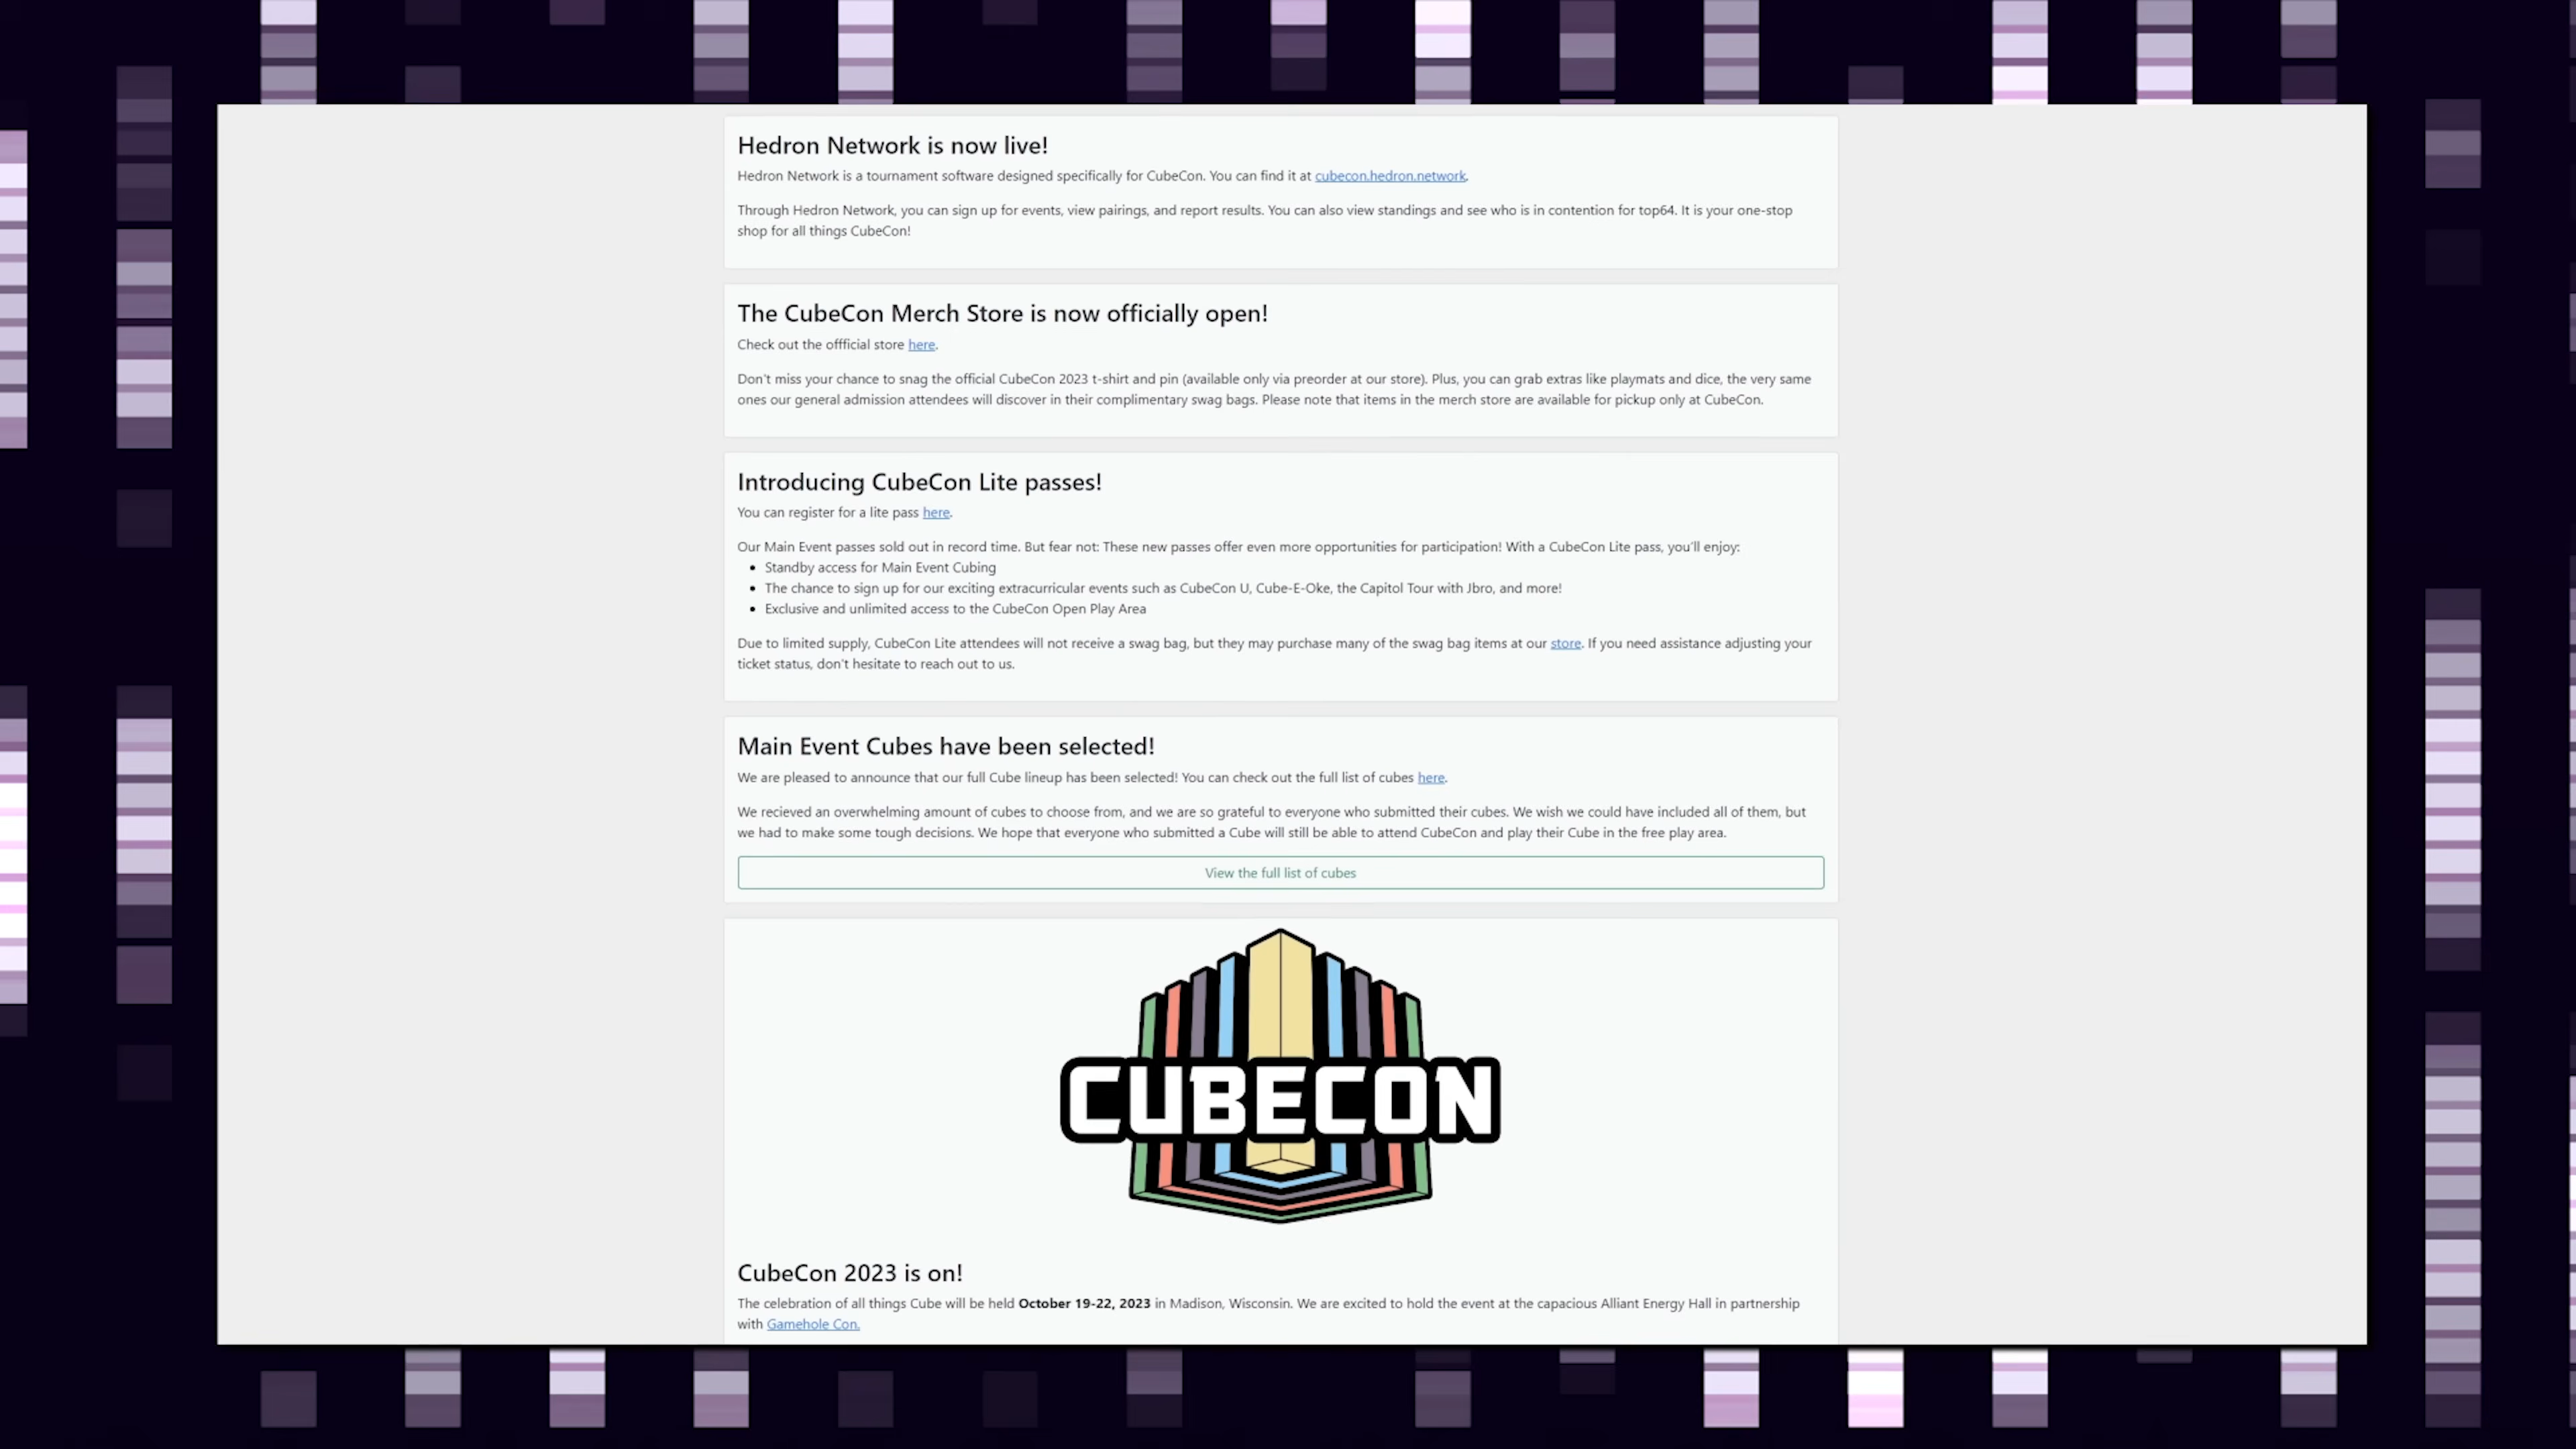 Hedron Network is now live!
Hedron Network is a tournament software designed specifically for CubeCon. You can find it at cubecon.hedron.network.
Through Hedron Network, you can sign up for events, view pairings, and report results. You can also view standings and see who is in contention for top64. It is your one-stop
shop for all things CubeCon!
The CubeCon Merch Store is now officially open!
Check out the offficial store here.
Don't miss your chance to snag the official CubeCon 2023 t-shirt and pin (available only via preorder at our store). Plus, you can grab extras like playmats and dice, the very same
ones our general admission attendees will discover in their complimentary swag bags. Please note that items in the merch store are available for pickup only at CubeCon.
Introducing CubeCon Lite passes!
You can register for a lite pass here.
Our Main Event passes sold out in record time. But fear not: These new passes offer even more opportunities for participation! With a CubeCon Lite pass, you'll enjoy:
• Standby access for Main Event Cubing
• The chance to sign up for our exciting extracurricular events such as CubeCon U, Cube-E-Oke, the Capitol Tour with Jbro, and more!
• Exclusive and unlimited access to the CubeCon Open Play Area
Due to limited supply, CubeCon Lite attendees will not receive a swag bag, but they may purchase many of the swag bag items at our store. If you need assistance adjusting your
ticket status, don't hesitate to reach out to us.
Main Event Cubes have been selected!
We are pleased to announce that our full Cube lineup has been selected! You can check out the full list of cubes here.
We recieved an overwhelming amount of cubes to choose from, and we are so grateful to everyone who submitted their cubes. We wish we could have included all of them, but
we had to make some tough decisions. We hope that everyone who submitted a Cube will still be able to attend CubeCon and play their Cube in the free play area.
View the full list of cubes
CUBECON
CubeCon 2023 is on!
The celebration of all things Cube will be held October 19-22, 2023 in Madison, Wisconsin. We are excited to hold the event at the capacious Alliant Energy Hall in partnership
with Gamehole Con.